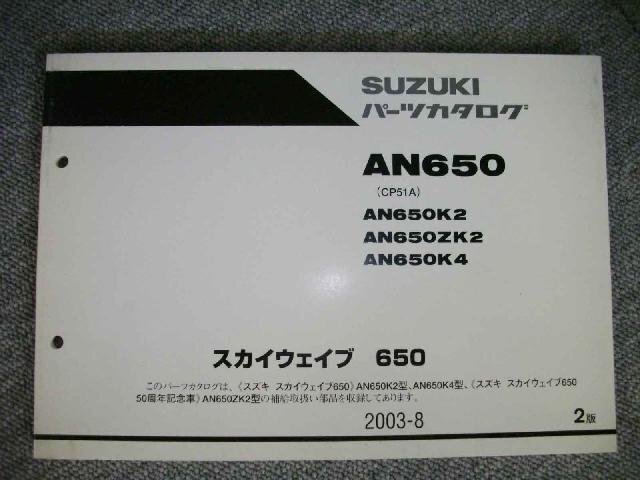 SUZUKI
パーツカタログ
AN650
(CP51A)
AN650K2
AN650ZK2
AN650K4
スカイウェイブ 650
このパーツカタログは、《スズキ スカイウェイブ650》AN650K2型、AN650K4型、《スズキ スカイウェイブ650
50周年記念車》AN650ZK2型の補給取扱い部品を収録してあります。
2003-8
2版